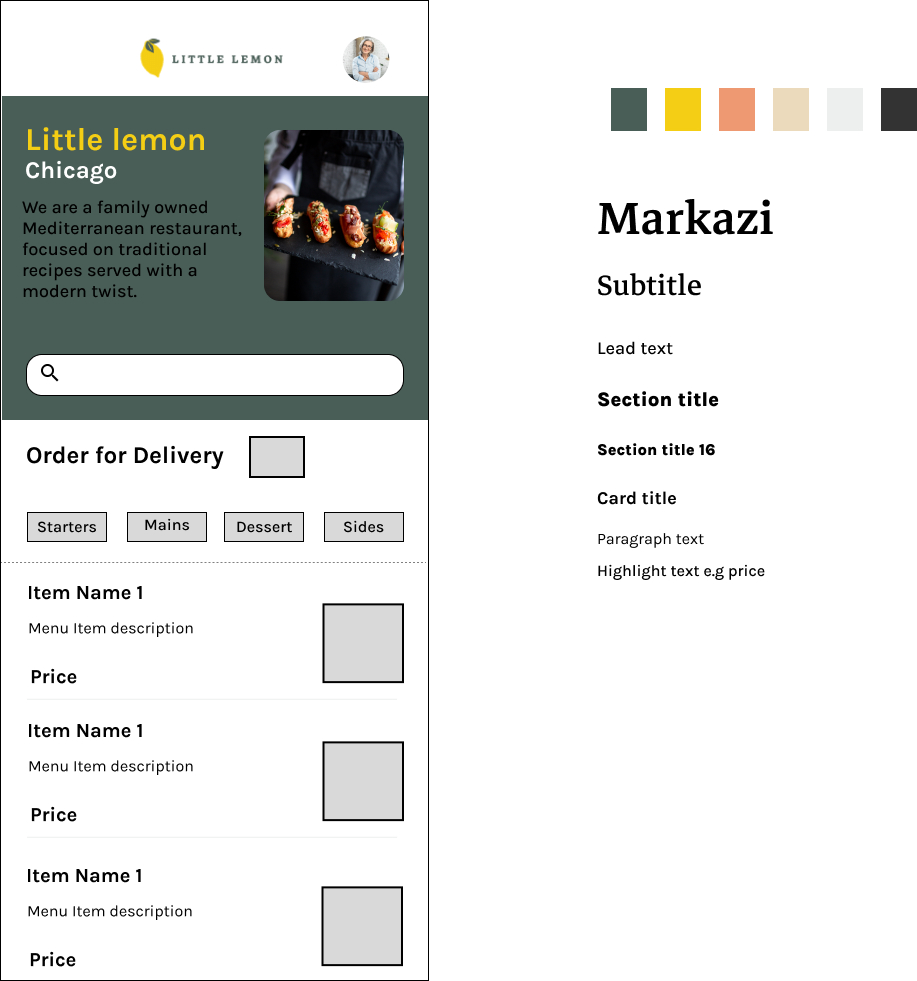 LITTLE LEMON
Little lemon
Chicago
We are a family owned
Mediterranean restaurant,
focused on traditional
recipes served with a
modern twist.
Order for Delivery
Starters
Mains
Dessert
Sides
Item Name 1
Menu Item description
Price
Item Name 1
Menu Item description
Price
Item Name 1
Menu Item description
Price
Markazi
Subtitle
Lead text
Section title
Section title 16
Card title
Paragraph text
Highlight text e.g price